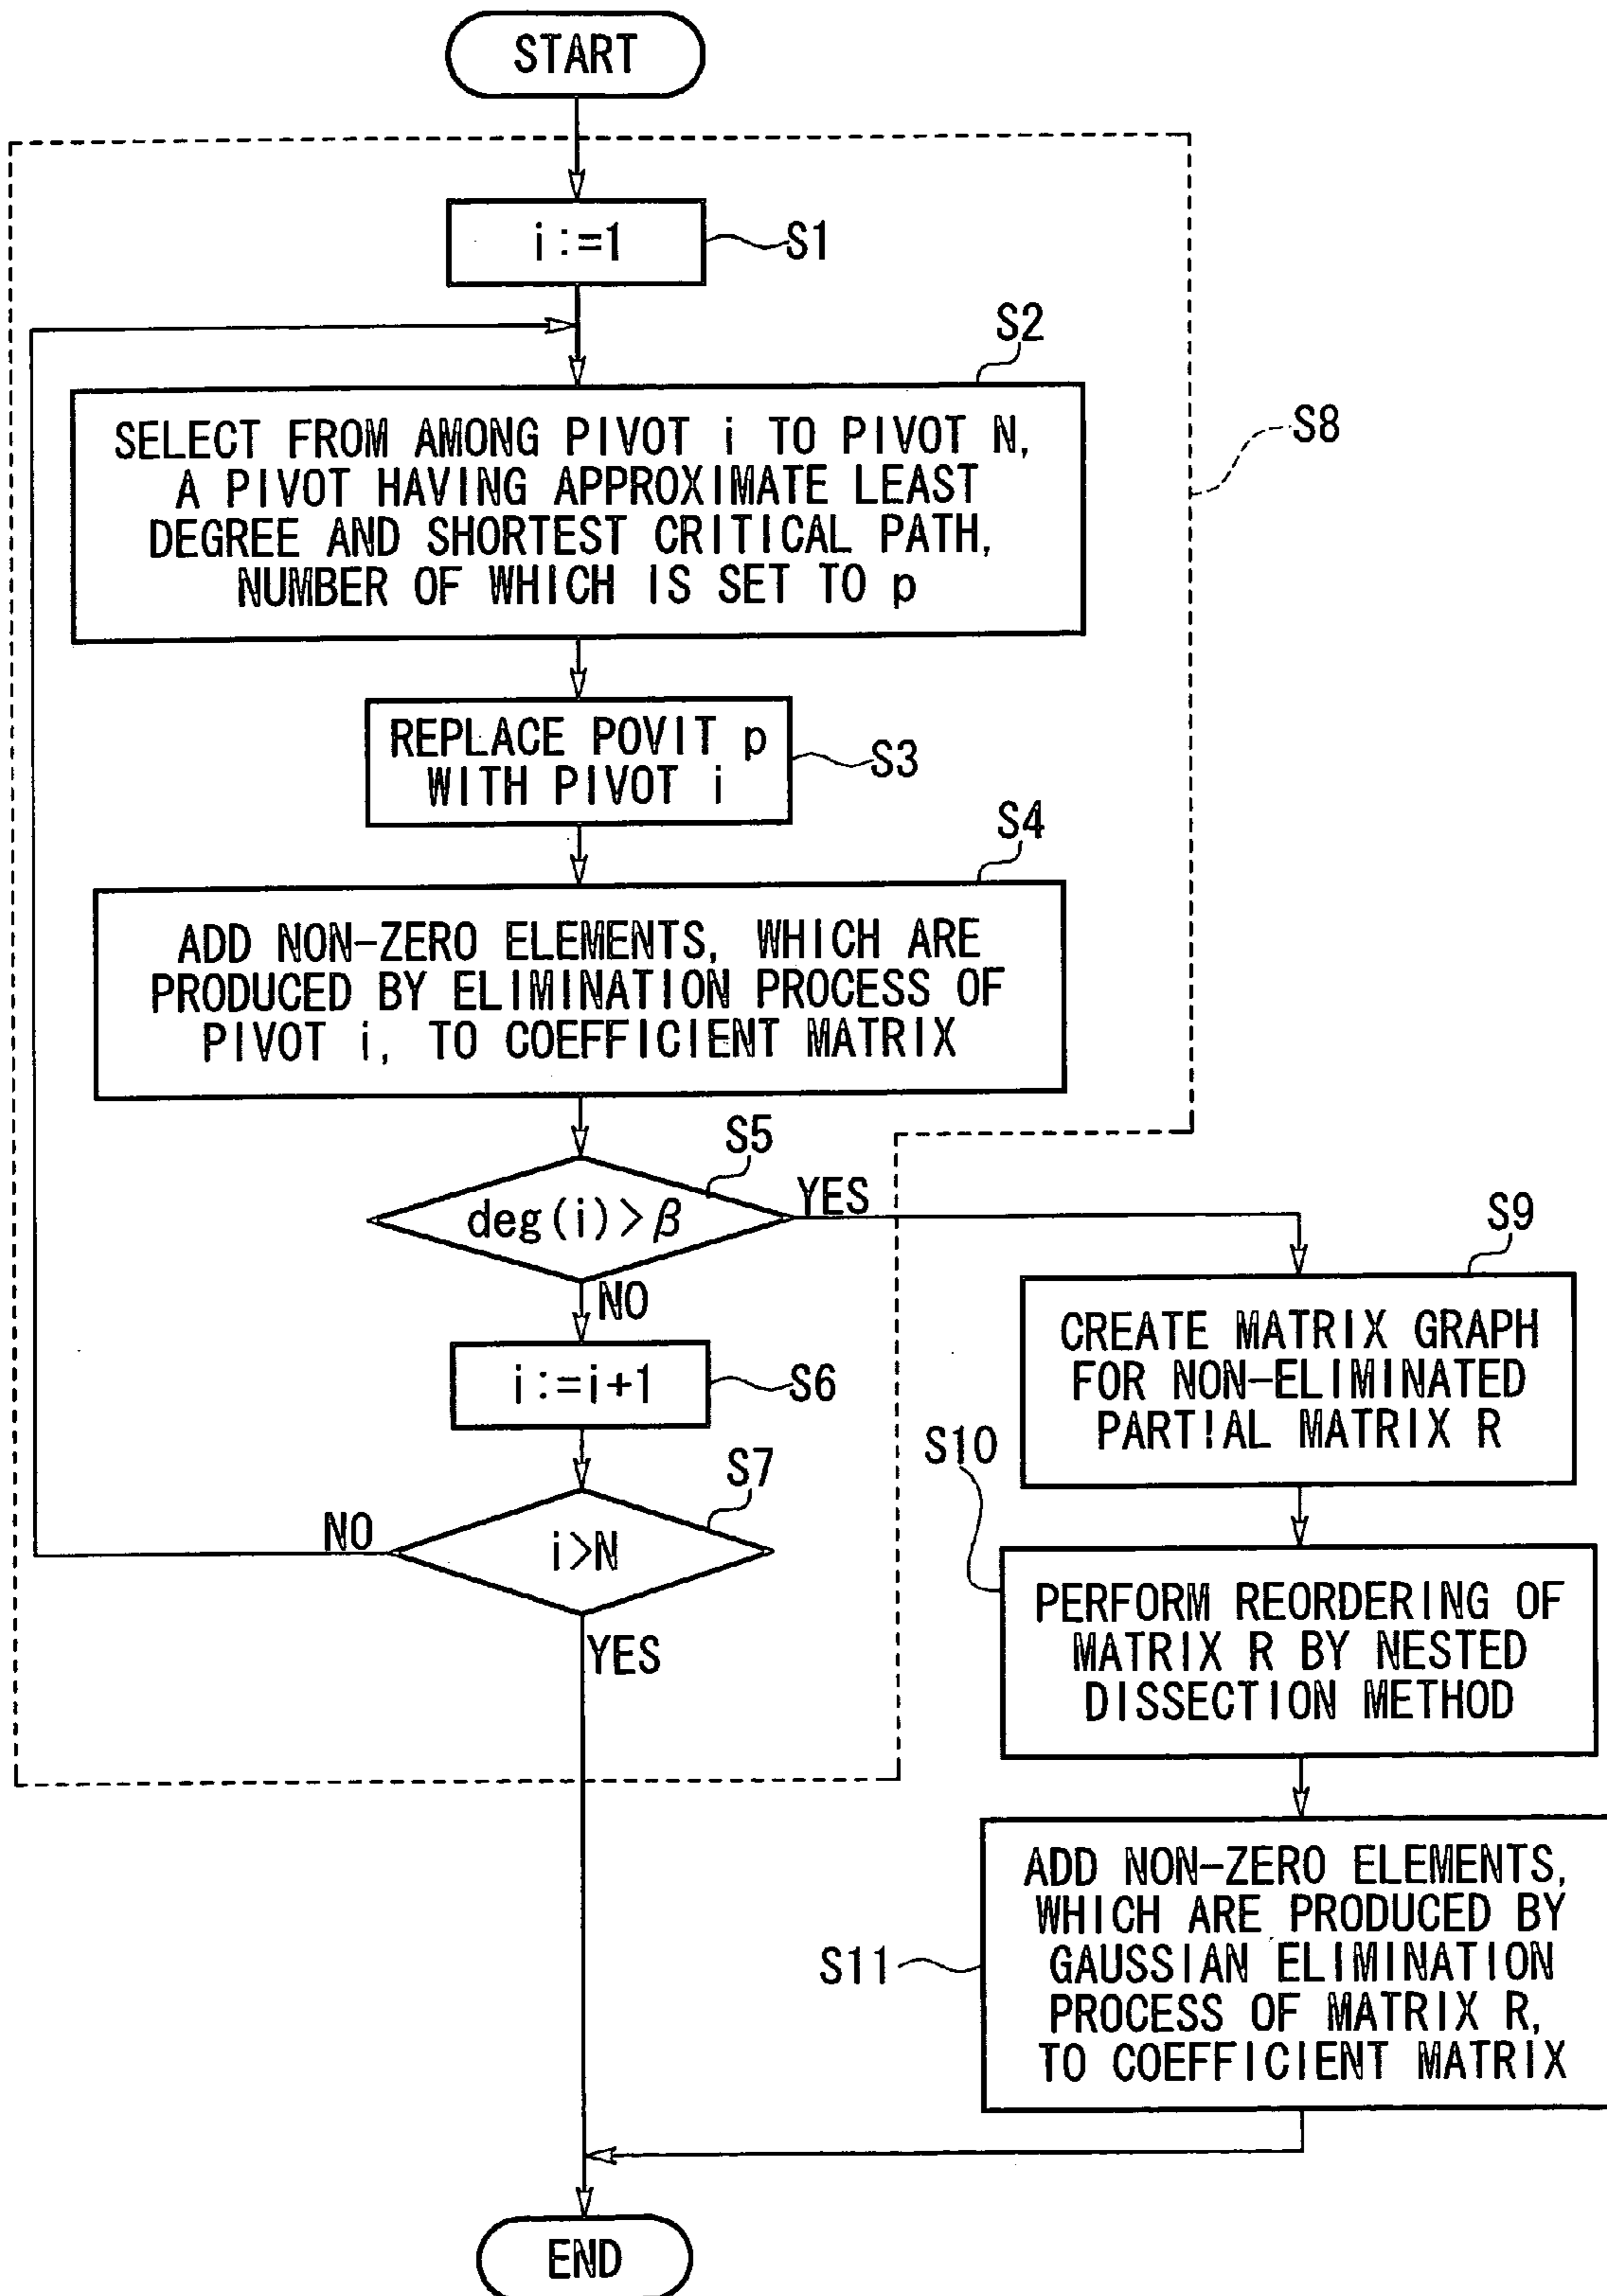 START
i:=1
S1
S2
SELECT FROM AMONG PIVOT i TO PIVOT N,
A PIVOT HAVING APPROXIMATE LEAST
DEGREE AND SHORTEST CRITICAL PATH,
NUMBER OF WHICH IS SET TO p
S8
REPLACE POVIT p
WITH PIVOT i
S3
S4
ADD NON-ZERO ELEMENTS, WHICH ARE
PRODUCED BY ELIMINATION PROCESS OF
PIVOT i, TO COEFFICIENT MATRIX
S5
deg(i)>β
YES
NO
i:=i+1
S6
S7
i>N
NO
YES
S9
CREATE MATRIX GRAPH
FOR NON-ELIMINATED
PARTIAL MATRIX R
S10
PERFORM REORDERING OF
MATRIX R BY NESTED
DISSECTION METHOD
S11
ADD NON-ZERO ELEMENTS,
WHICH ARE PRODUCED BY
GAUSSIAN ELIMINATION
PROCESS OF MATRIX R,
TO COEFFICIENT MATRIX
END